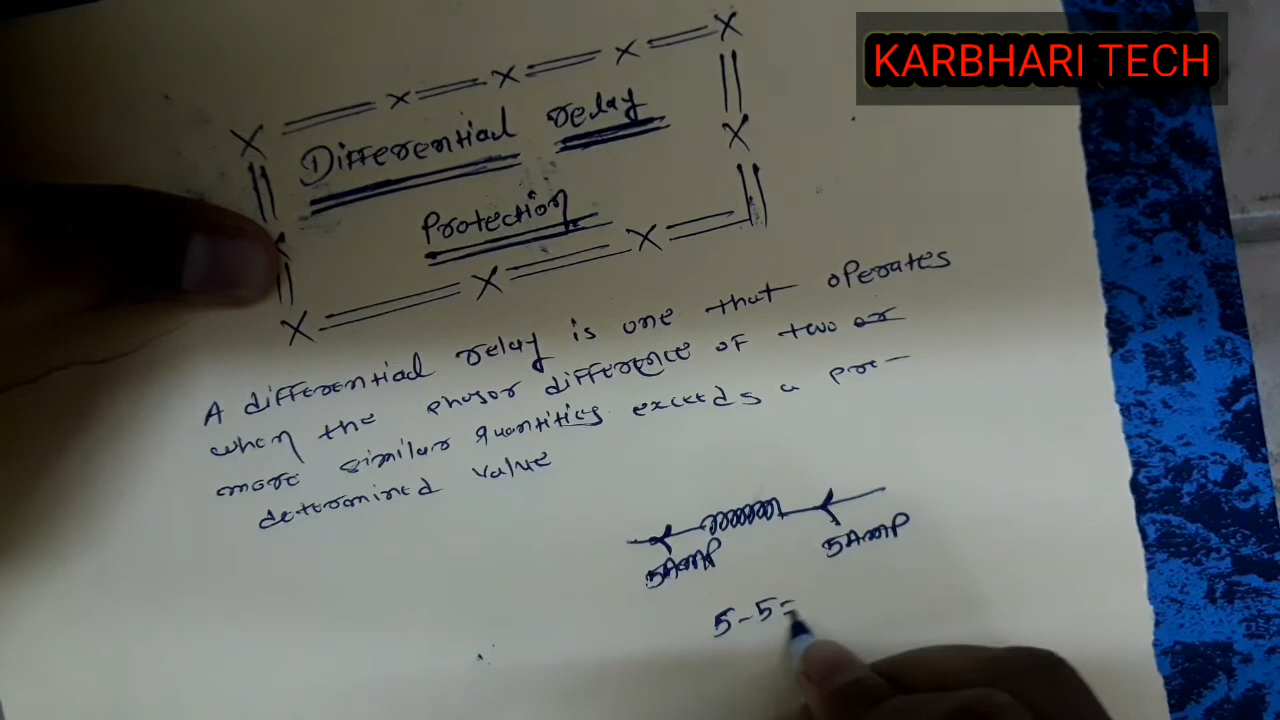 KARBHARI TECH
Differential relay
Protection
A differential relay is one that operates
when the phasor difference of two or
more similar quantities exceeds a pre-
determined value
5Amp 5Amp
5-5=